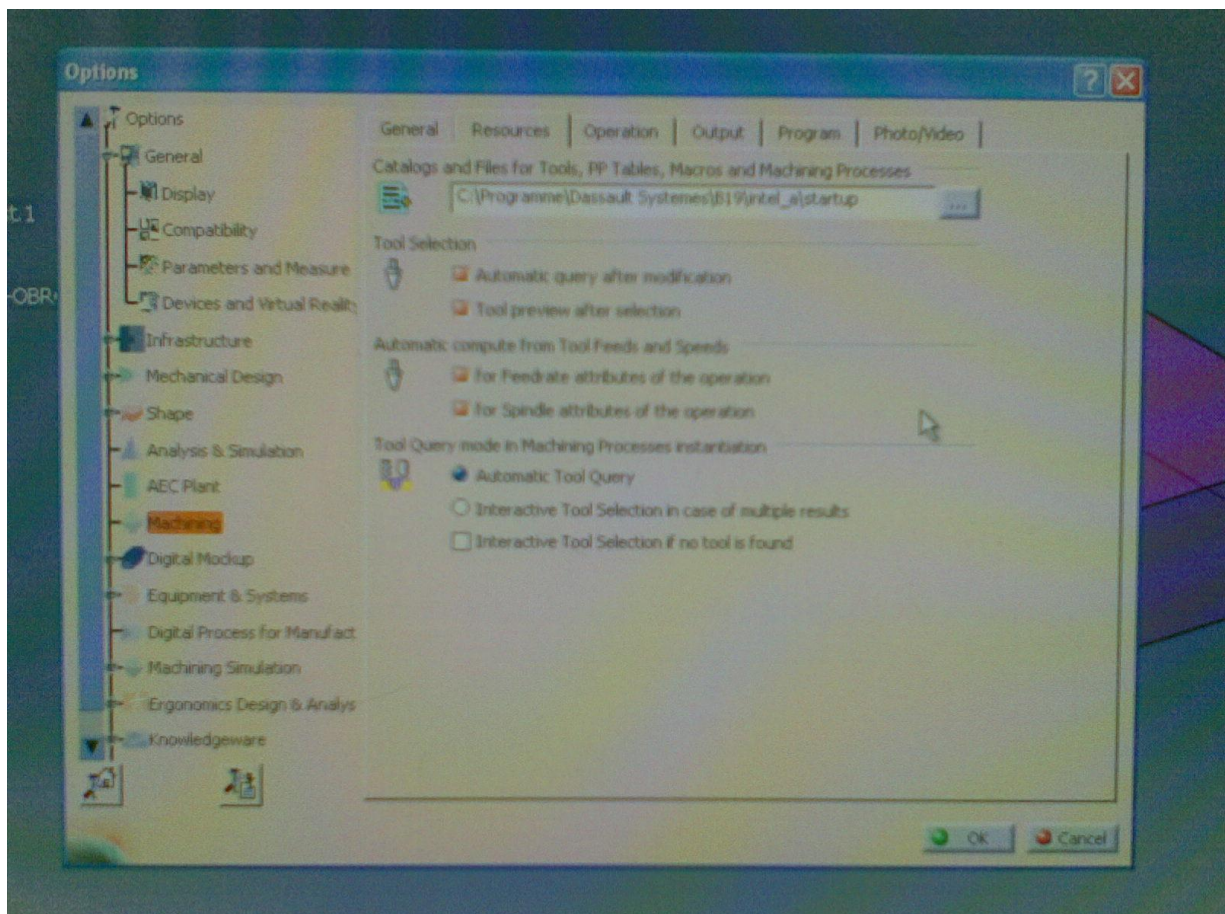 Options
Options
General
Display
Compatibility
Parameters and Measure
Devices and Virtual Realit
Infrastructure
Mechanical Design
Shape
Analysis & Simulation
AEC Plant
Machining
Digital Mockup
Equipment & Systems
Digital Process for Manufact
Machining Simulation
Ergonomics Design & Analys
Knowledgeware
General Resources Operation Output Program Photo/Video
Catalogs and Files for Tools, PP Tables, Macros and Machining Processes
C:\Programme\Dassault Systemes\B19\intel_a\startup ...
Tool Selection
Automatic query after modification
Tool preview after selection
Automatic compute from Tool Feeds and Speeds
for Feedrate attributes of the operation
for Spindle attributes of the operation
Tool Query mode in Machining Processes instantiation
Automatic Tool Query
Interactive Tool Selection in case of multiple results
Interactive Tool Selection if no tool is found
OK Cancel
t.1
-OBR